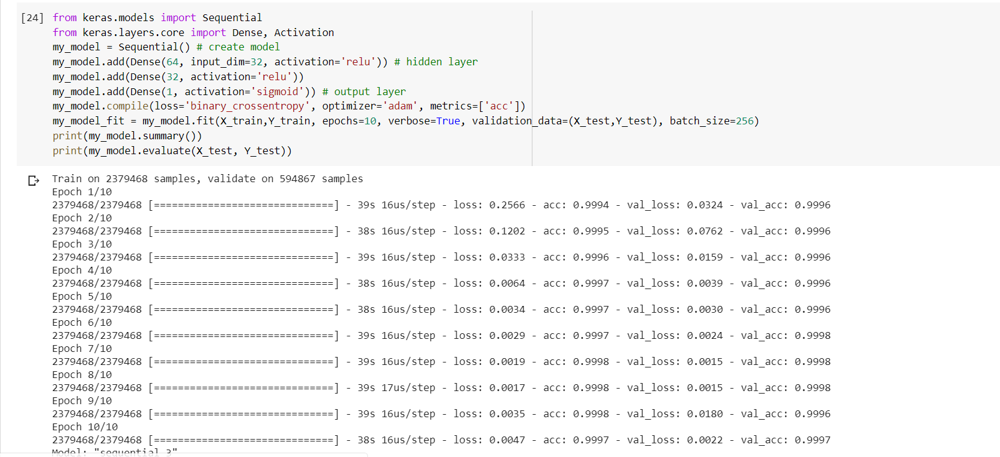 [24] from keras.models import Sequential
from keras.layers.core import Dense, Activation
my_model = Sequential() # create model
my_model.add(Dense(64, input_dim=32, activation='relu')) # hidden layer
my_model.add(Dense(32, activation='relu'))
my_model.add(Dense(1, activation='sigmoid')) # output layer
my_model.compile(loss='binary_crossentropy', optimizer='adam', metrics=['acc'])
my_model_fit = my_model.fit(X_train,Y_train, epochs=10, verbose=True, validation_data=(X_test,Y_test), batch_size=256)
print(my_model.summary())
print(my_model.evaluate(X_test, Y_test))
Train on 2379468 samples, validate on 594867 samples
Epoch 1/10
2379468/2379468 [==============================] - 39s 16us/step - loss: 0.2566 - acc: 0.9994 - val_loss: 0.0324 - val_acc: 0.9996
Epoch 2/10
2379468/2379468 [==============================] - 38s 16us/step - loss: 0.1202 - acc: 0.9995 - val_loss: 0.0762 - val_acc: 0.9996
Epoch 3/10
2379468/2379468 [==============================] - 39s 16us/step - loss: 0.0333 - acc: 0.9996 - val_loss: 0.0159 - val_acc: 0.9996
Epoch 4/10
2379468/2379468 [==============================] - 38s 16us/step - loss: 0.0064 - acc: 0.9997 - val_loss: 0.0039 - val_acc: 0.9996
Epoch 5/10
2379468/2379468 [==============================] - 38s 16us/step - loss: 0.0034 - acc: 0.9997 - val_loss: 0.0030 - val_acc: 0.9996
Epoch 6/10
2379468/2379468 [==============================] - 39s 16us/step - loss: 0.0029 - acc: 0.9997 - val_loss: 0.0024 - val_acc: 0.9998
Epoch 7/10
2379468/2379468 [==============================] - 39s 16us/step - loss: 0.0019 - acc: 0.9998 - val_loss: 0.0015 - val_acc: 0.9998
Epoch 8/10
2379468/2379468 [==============================] - 39s 17us/step - loss: 0.0017 - acc: 0.9998 - val_loss: 0.0015 - val_acc: 0.9998
Epoch 9/10
2379468/2379468 [==============================] - 39s 16us/step - loss: 0.0035 - acc: 0.9998 - val_loss: 0.0180 - val_acc: 0.9996
Epoch 10/10
2379468/2379468 [==============================] - 38s 16us/step - loss: 0.0047 - acc: 0.9997 - val_loss: 0.0022 - val_acc: 0.9997
Model: "sequential_3"